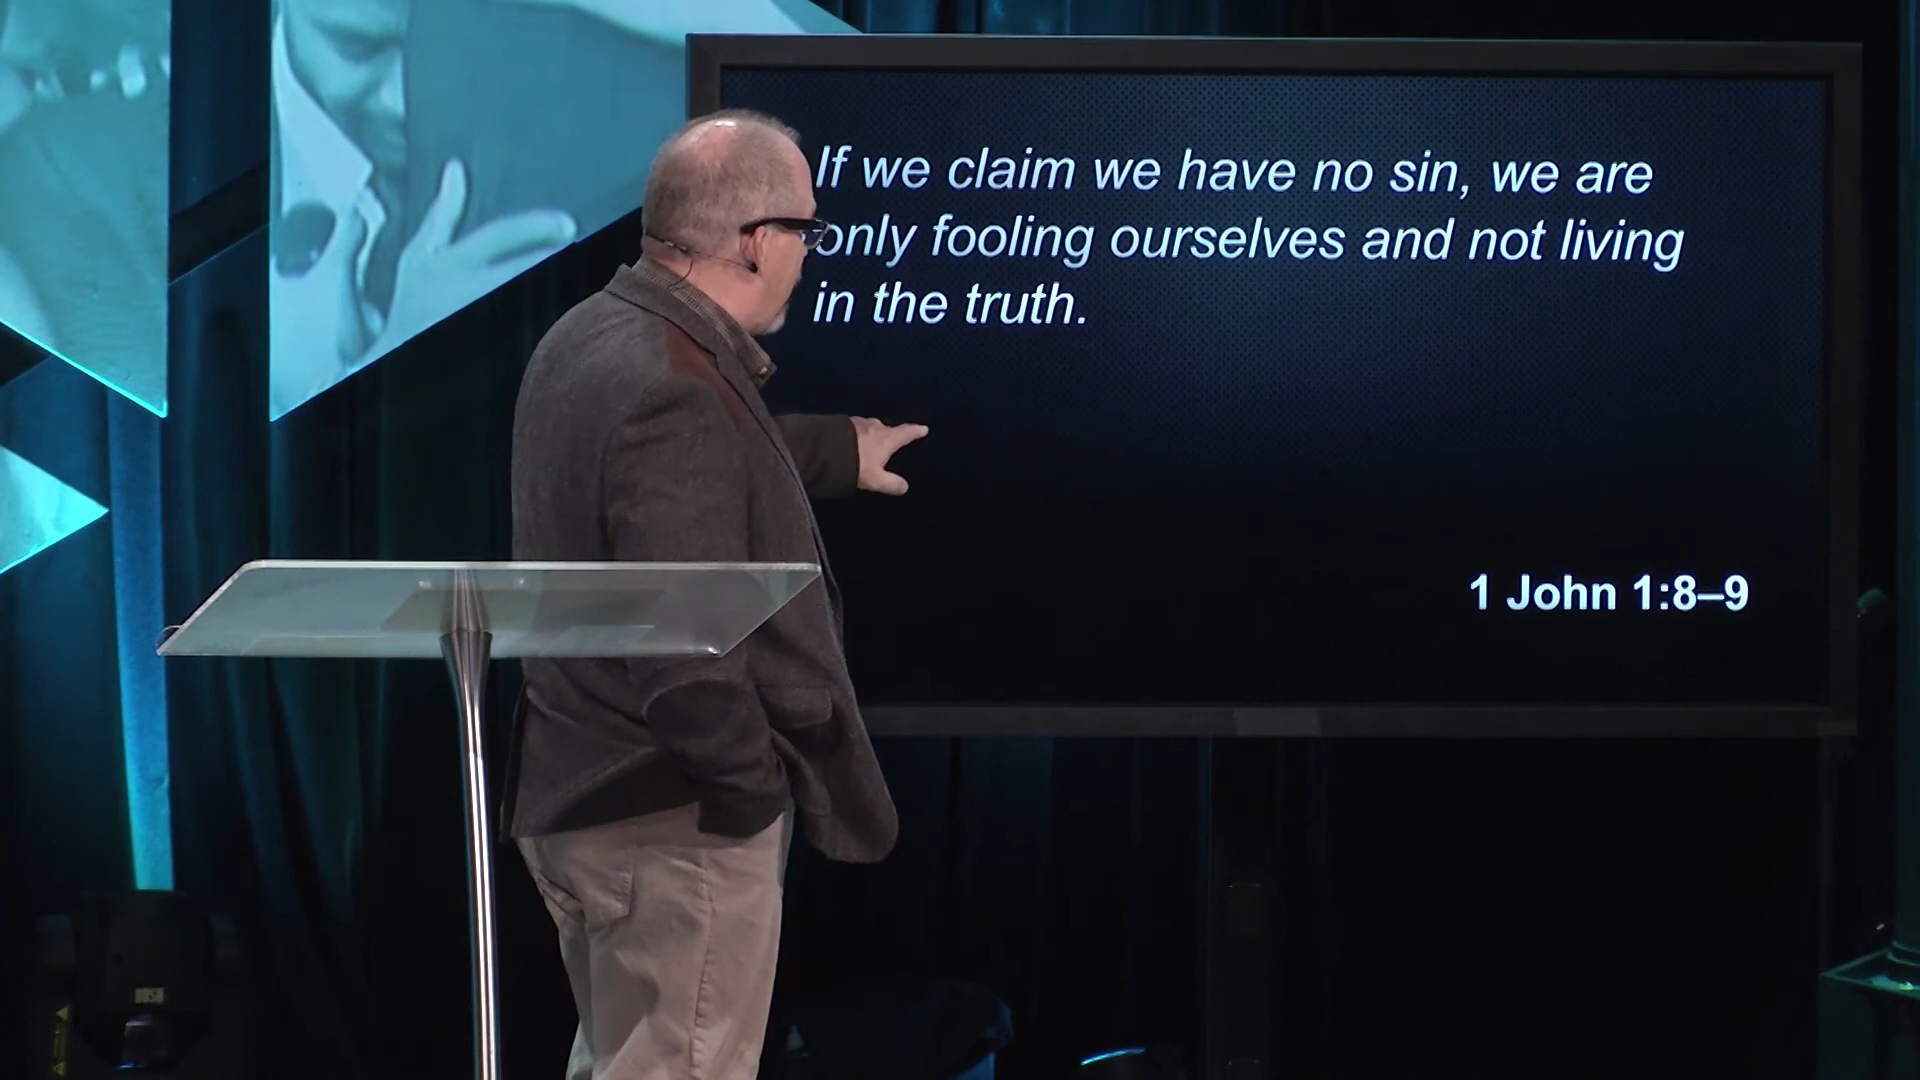 If we claim we have no sin, we are
only fooling ourselves and not living
in the truth.
1 John 1:8–9